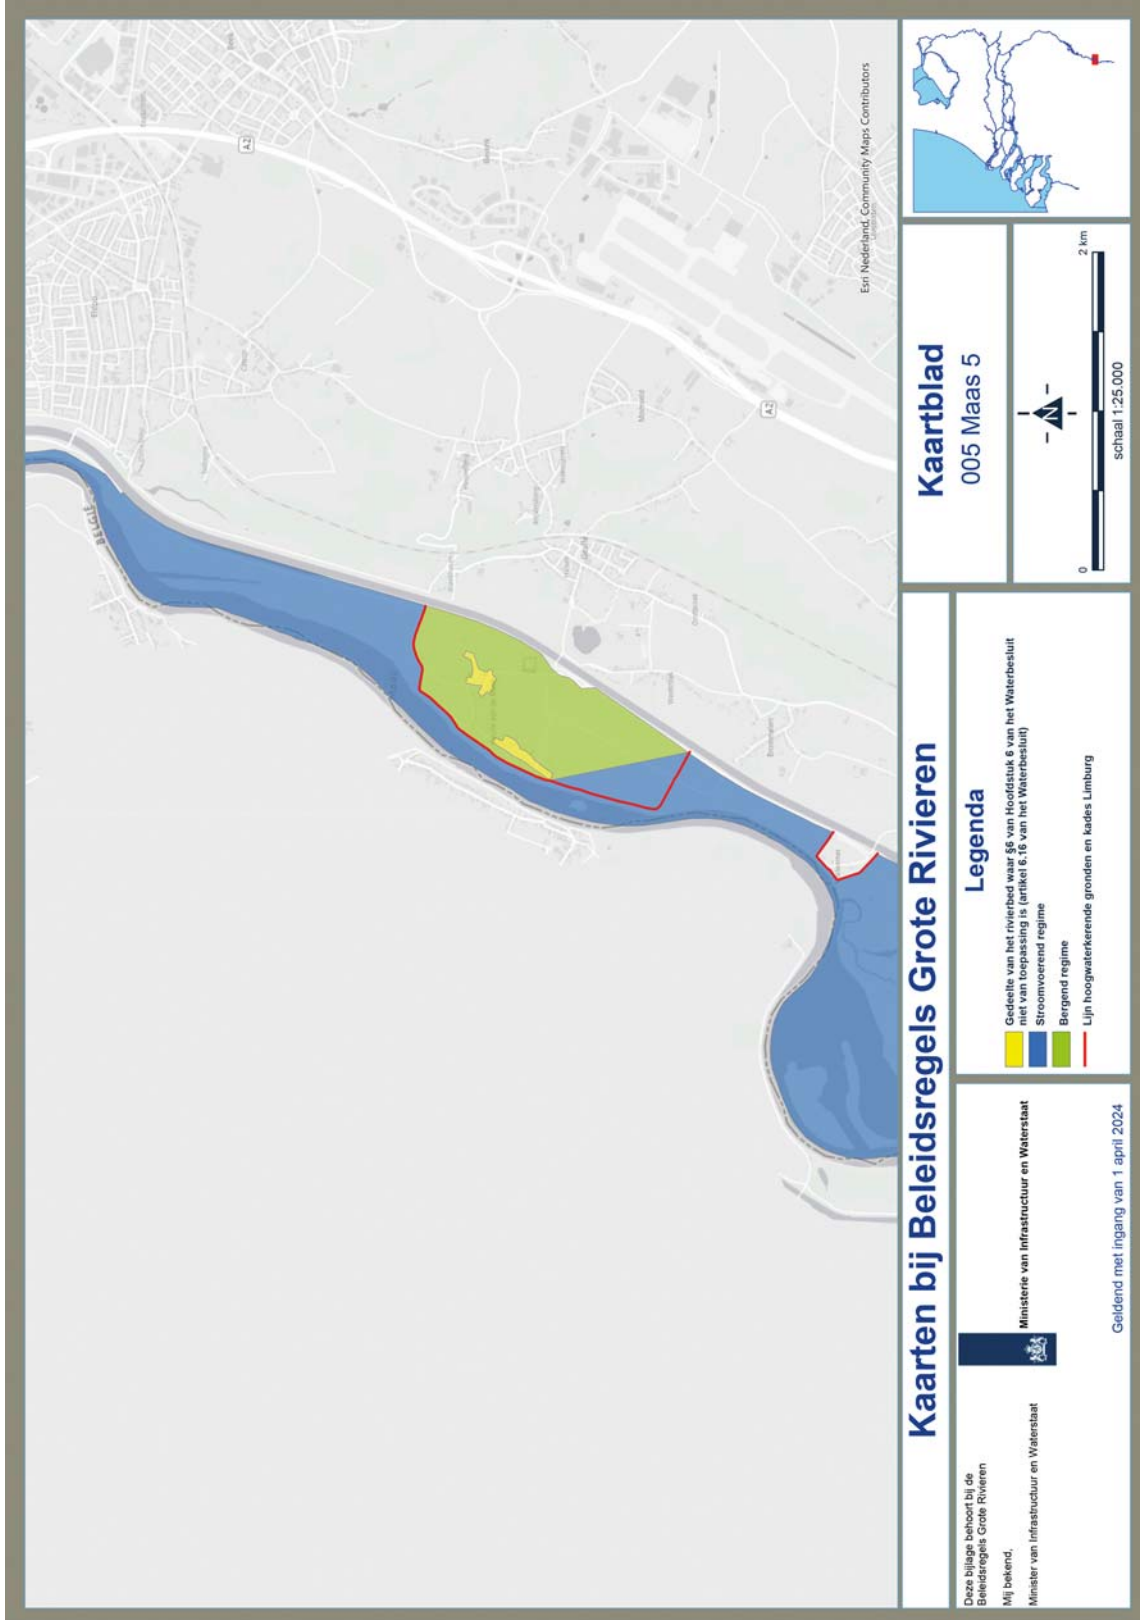 BELGIË
A2
A2
Elsloo
Beek
Geulle
Moorveld
Esri Nederland, Community Maps Contributors
Kaarten bij Beleidsregels Grote Rivieren
Deze bijlage behoort bij de
Beleidsregels Grote Rivieren
Mij bekend,
Minister van Infrastructuur en Waterstaat
Ministerie van Infrastructuur en Waterstaat
Geldend met ingang van 1 april 2024
Legenda
Gedeelte van het rivierbed waar §6 van Hoofdstuk 6 van het Waterbesluit
niet van toepassing is (artikel 6.16 van het Waterbesluit)
Stroomvoerend regime
Bergend regime
Lijn hoogwaterkerende gronden en kades Limburg
Kaartblad
005 Maas 5
N
0
2 km
schaal 1:25.000